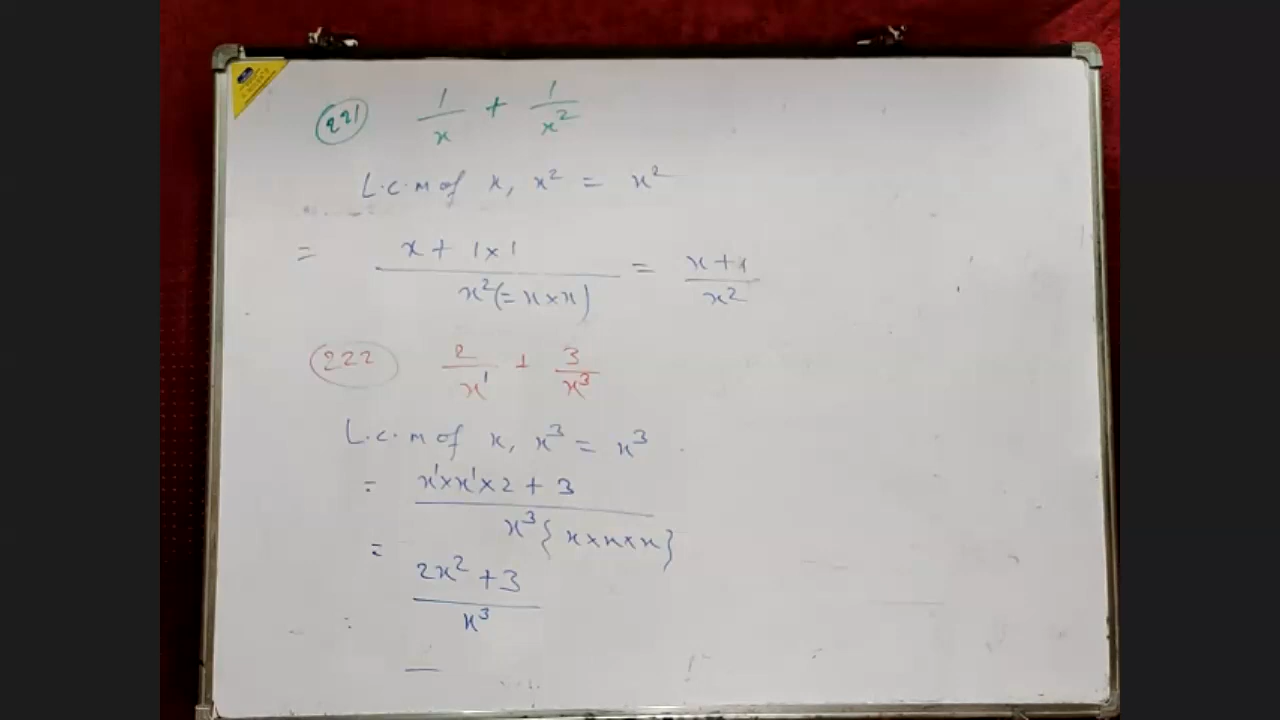 221 1/x + 1/x²
L.c.m of x, x² = x²
= x + 1×1 / x²(=x×x) = x+1 / x²
222 2/x¹ + 3/x³
L.c.m of x, x³ = x³
= x¹×x¹×2 + 3 / x³{x×x×x}
= 2x² + 3 / x³